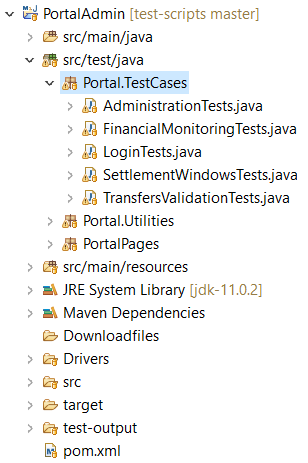 PortalAdmin [test-scripts master]
src/main/java
src/test/java
Portal.TestCases
AdministrationTests.java
FinancialMonitoringTests.java
LoginTests.java
SettlementWindowsTests.java
TransfersValidationTests.java
Portal.Utilities
PortalPages
src/main/resources
JRE System Library [jdk-11.0.2]
Maven Dependencies
Downloadfiles
Drivers
src
target
test-output
pom.xml